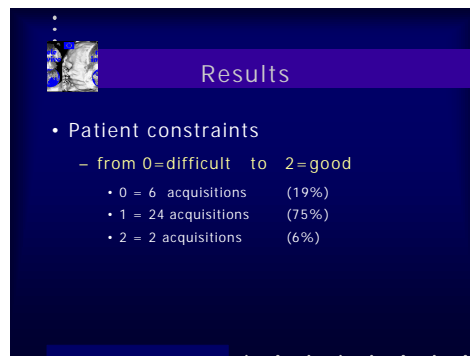 Results
• Patient constraints
– from 0=difficult to 2=good
• 0 = 6 acquisitions (19%)
• 1 = 24 acquisitions (75%)
• 2 = 2 acquisitions (6%)